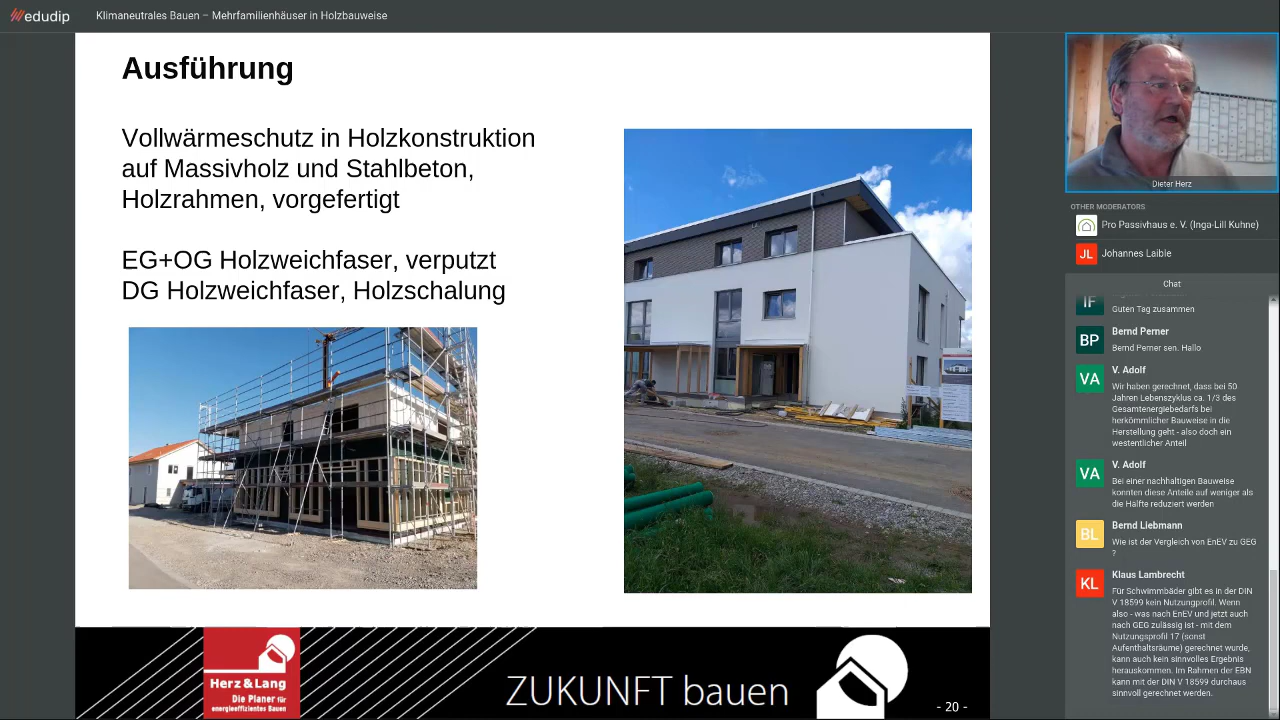 edudip
Klimaneutrales Bauen – Mehrfamilienhäuser in Holzbauweise
Ausführung
Vollwärmeschutz in Holzkonstruktion
auf Massivholz und Stahlbeton,
Holzrahmen, vorgefertigt
EG+OG Holzweichfaser, verputzt
DG Holzweichfaser, Holzschalung
Herz & Lang
Die Planer für
energieeffizientes Bauen
ZUKUNFT bauen
- 20 -
Dieter Herz
OTHER MODERATORS
Pro Passivhaus e. V. (Inga-Lill Kuhne)
JL
Johannes Laible
Chat
IF
Guten Tag zusammen
BP
Bernd Perner
Bernd Perner sen. Hallo
VA
V. Adolf
Wir haben gerechnet, dass bei 50
Jahren Lebenszyklus ca. 1/3 des
Gesamtenergiebedarfs bei
herkömmlicher Bauweise in die
Herstellung geht - also doch ein
westentlicher Anteil
VA
V. Adolf
Bei einer nachhaltigen Bauweise
konnten diese Anteile auf weniger als
die Hälfte reduziert werden
BL
Bernd Liebmann
Wie ist der Vergleich von EnEV zu GEG
?
KL
Klaus Lambrecht
Für Schwimmbäder gibt es in der DIN
V 18599 kein Nutzungprofil. Wenn
also - was nach EnEV und jetzt auch
nach GEG zulässig ist - mit dem
Nutzungsprofil 17 (sonst
Aufenthaltsräume) gerechnet wurde,
kann auch kein sinnvolles Ergebnis
herauskommen. Im Rahmen der EBN
kann mit der DIN V 18599 durchaus
sinnvoll gerechnet werden.